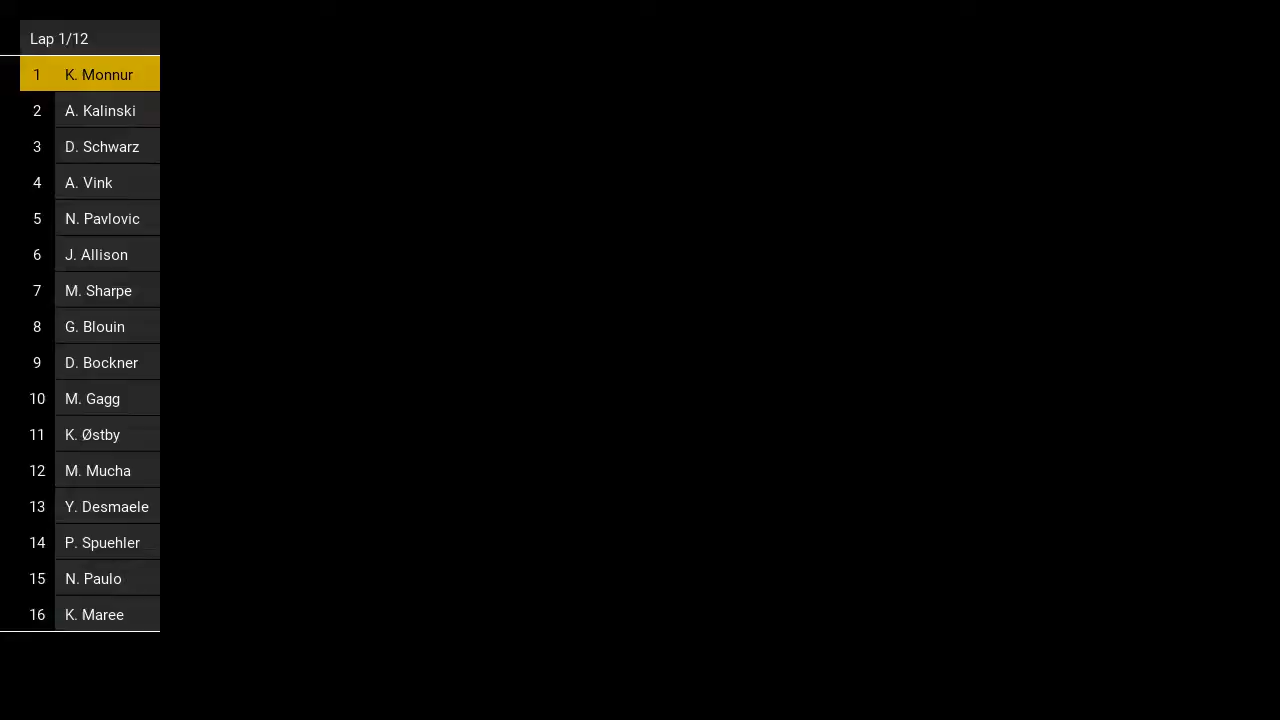 Lap 1/12
1 K. Monnur
2 A. Kalinski
3 D. Schwarz
4 A. Vink
5 N. Pavlovic
6 J. Allison
7 M. Sharpe
8 G. Blouin
9 D. Bockner
10 M. Gagg
11 K. Østby
12 M. Mucha
13 Y. Desmaele
14 P. Spuehler
15 N. Paulo
16 K. Maree